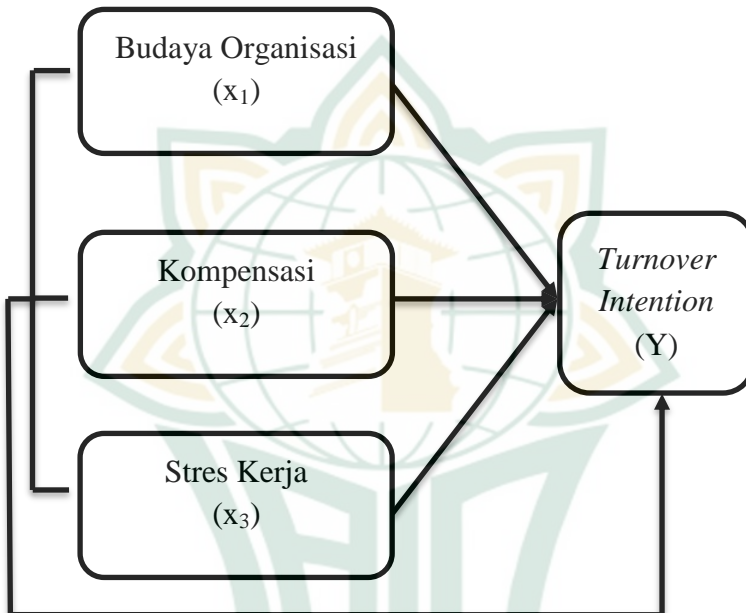 Budaya Organisasi
(x₁)
Kompensasi
(x₂)
Stres Kerja
(x₃)
Turnover
Intention
(Y)